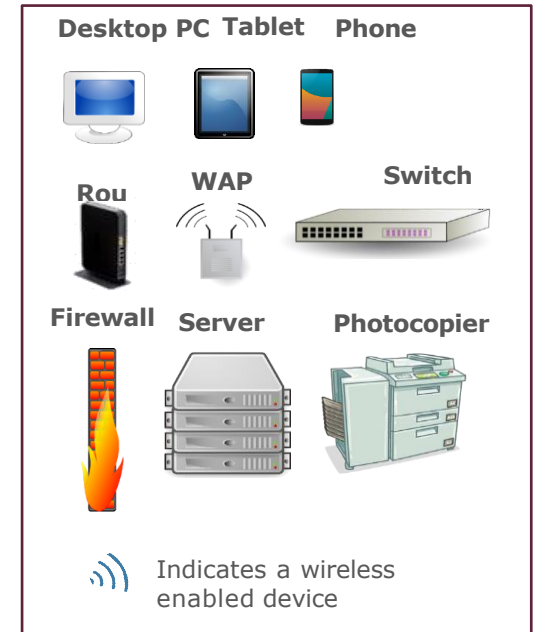 Desktop PC Tablet Phone
Rou WAP Switch
Firewall Server Photocopier
Indicates a wireless
enabled device